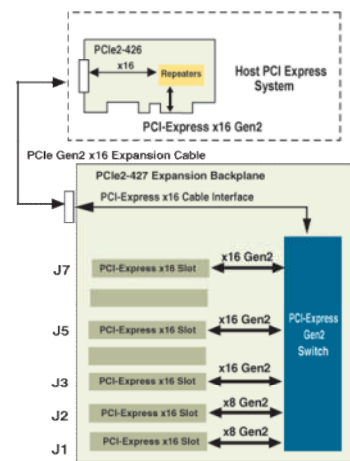 PCIe2-426
x16
Repeaters
Host PCI Express
System
PCI-Express x16 Gen2
PCIe Gen2 x16 Expansion Cable
PCIe2-427 Expansion Backplane
PCI-Express x16 Cable Interface
x16 Gen2
J7
PCI-Express x16 Slot
x16 Gen2
J5
PCI-Express x16 Slot
PCI-Express
Gen2
Switch
x16 Gen2
J3
PCI-Express x16 Slot
x8 Gen2
J2
PCI-Express x16 Slot
x8 Gen2
J1
PCI-Express x16 Slot